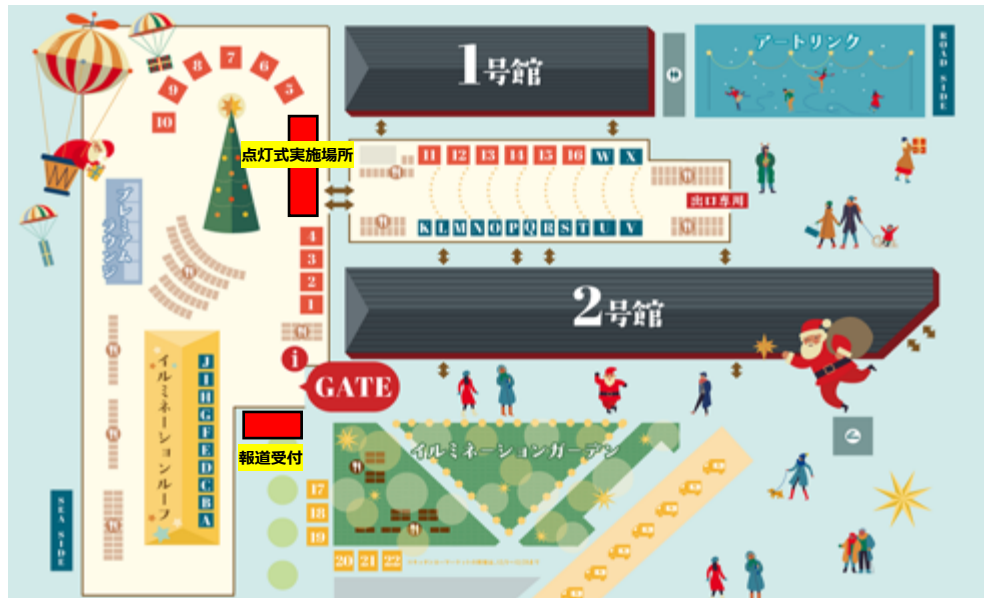 1号館
アートリンク
ROAD SIDE
8
7
6
9
5
10
点灯式実施場所
11
12
13
14
15
16
W
X
出口専用
プレミアム
ラウンジ
K
L
M
N
O
P
Q
R
S
T
U
V
4
3
2
1
2号館
i
GATE
イルミネーションルーフ
J
I
H
G
F
E
D
C
B
A
報道受付
イルミネーションガーデン
17
18
19
20
21
22
SEA SIDE